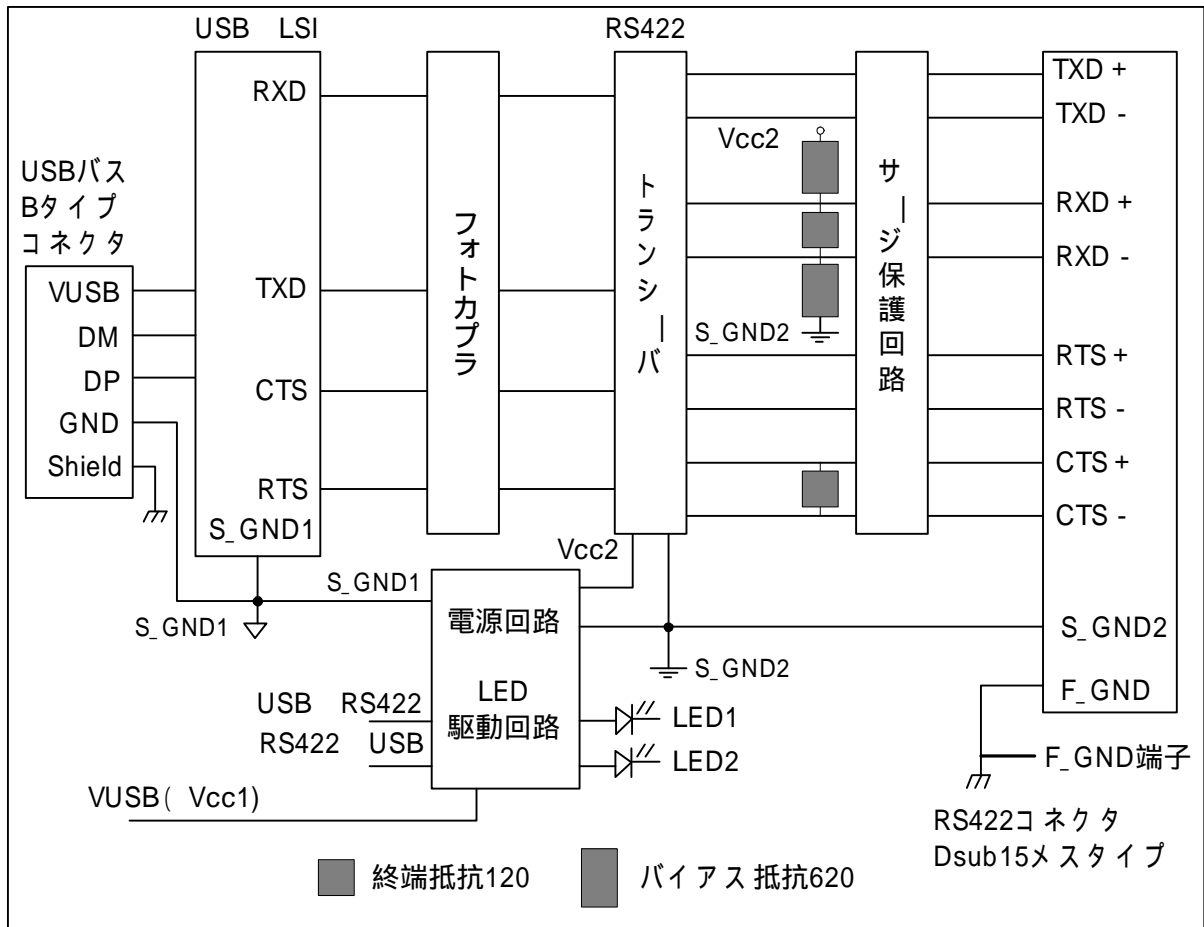 USB LSI
RS422
RXD
TXD
CTS
RTS
S_GND1
USBバス
Bタイプ
コネクタ
VUSB
DM
DP
GND
Shield
フォトカプラ
トランシーバ
Vcc2
S_GND2
サージ保護回路
TXD +
TXD -
RXD +
RXD -
RTS +
RTS -
CTS +
CTS -
S_GND2
F_GND
S_GND1
S_GND1
Vcc2
電源回路
LED
駆動回路
S_GND2
USB RS422
RS422 USB
LED1
LED2
VUSB( Vcc1)
F_GND端子
RS422コネクタ
Dsub15メスタイプ
終端抵抗120
バイアス抵抗620